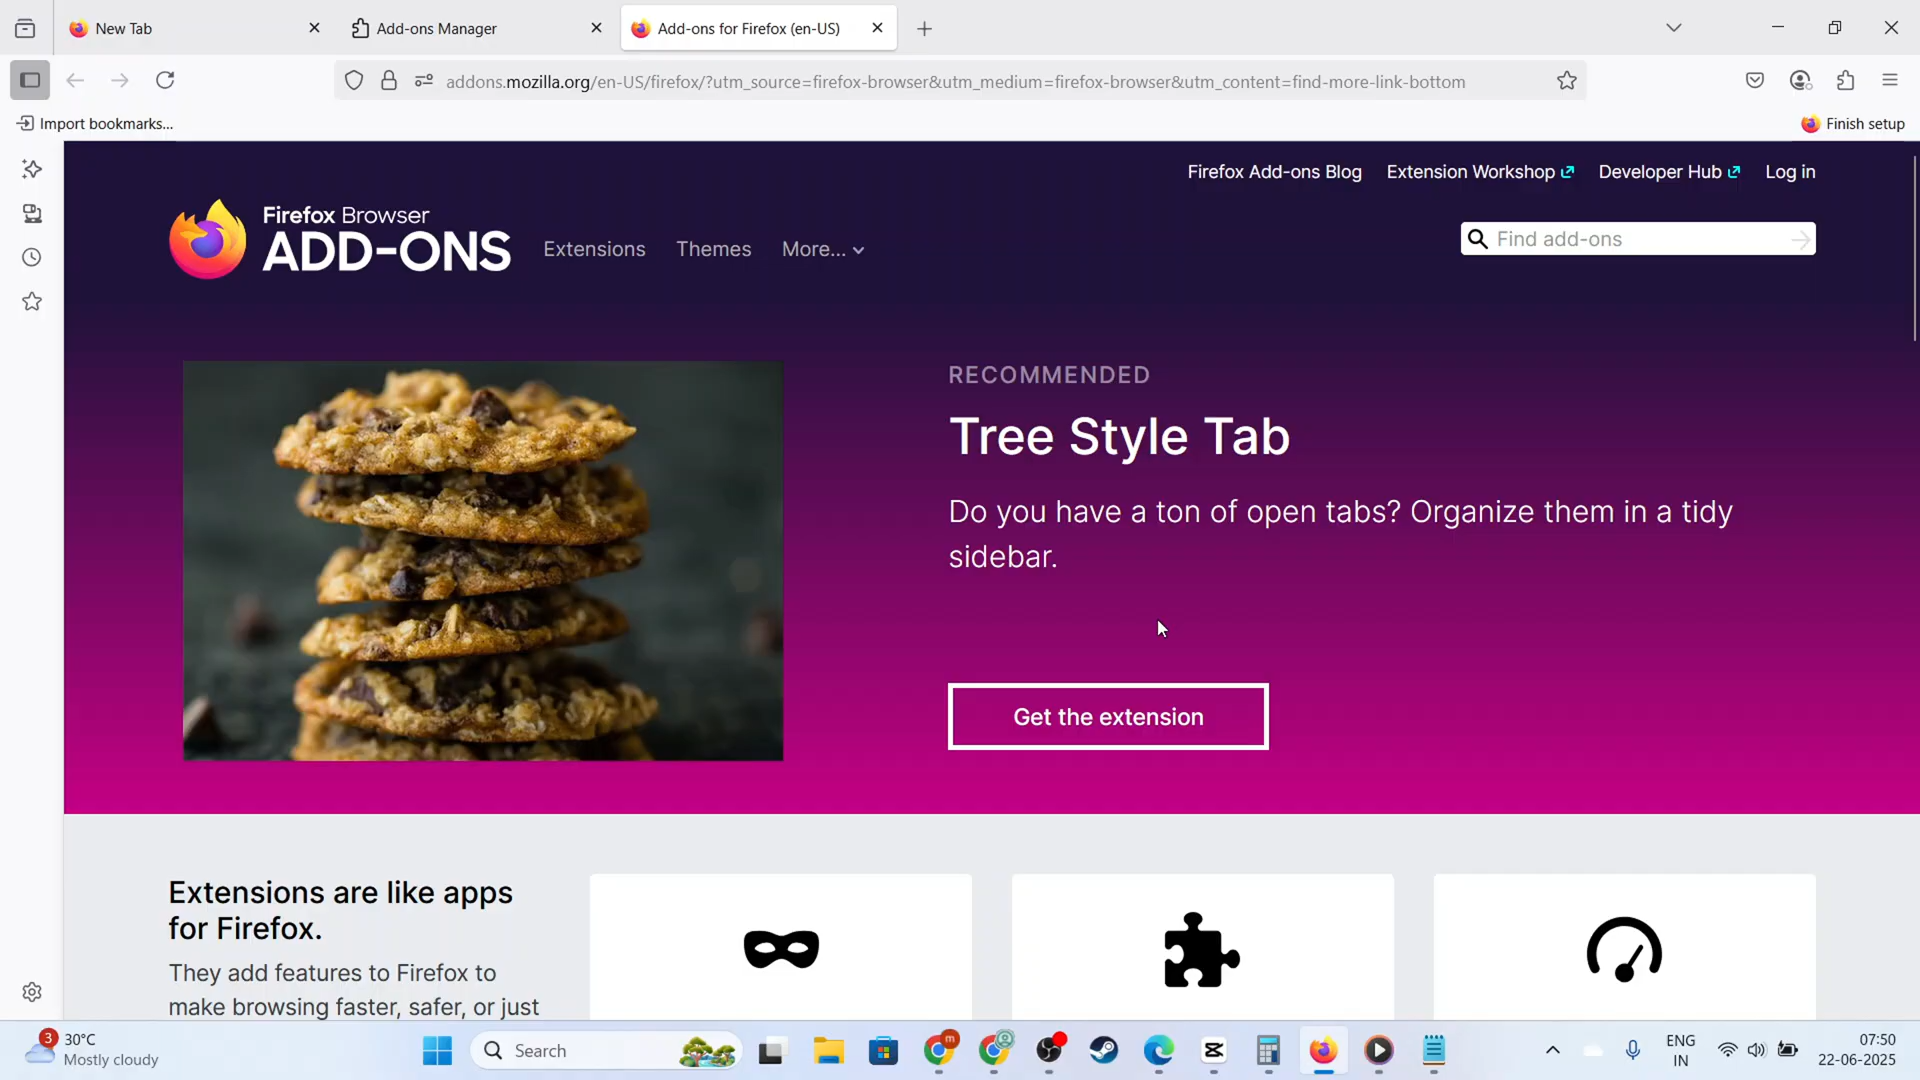 New Tab
Add-ons Manager
Add-ons for Firefox (en-US)
addons.mozilla.org/en-US/firefox/?utm_source=firefox-browser&utm_medium=firefox-browser&utm_content=find-more-link-bottom
Import bookmarks...
Finish setup
Firefox Add-ons Blog
Extension Workshop
Developer Hub
Log in
Firefox Browser
ADD-ONS
Extensions
Themes
More...
Find add-ons
RECOMMENDED
Tree Style Tab
Do you have a ton of open tabs? Organize them in a tidy
sidebar.
Get the extension
Extensions are like apps
for Firefox.
They add features to Firefox to
make browsing faster, safer, or just
3
30°C
Mostly cloudy
Search
m
ENG
IN
07:50
22-06-2025